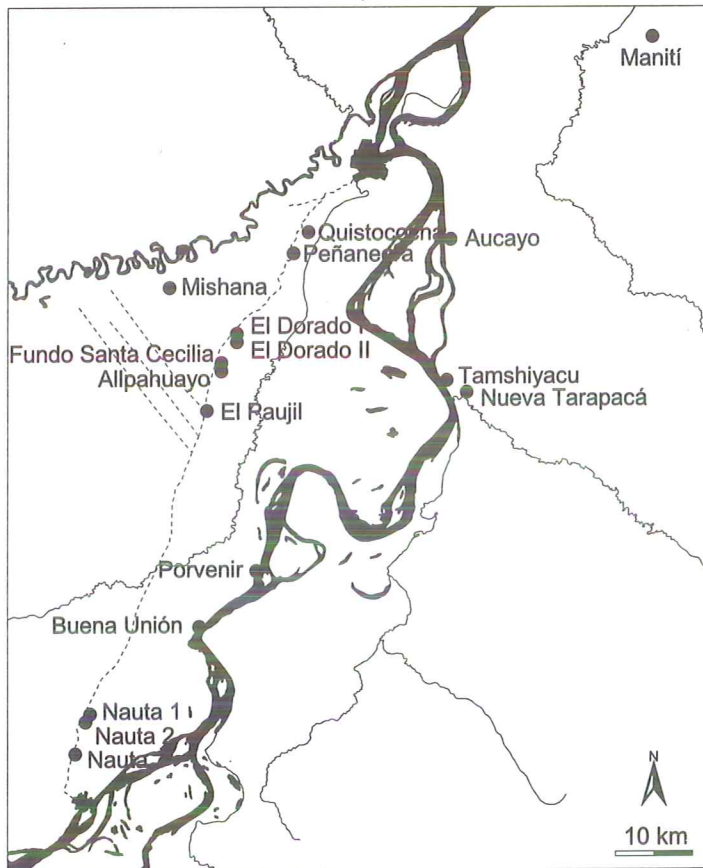 Manití
Quistococha
Aucayo
Peñanegra
Mishana
El Dorado I
El Dorado II
Fundo Santa Cecilia
Allpahuayo
Tamshiyacu
Nueva Tarapacá
El Paujil
Porvenir
Buena Unión
Nauta 1
Nauta 2
Nauta
N
10 km